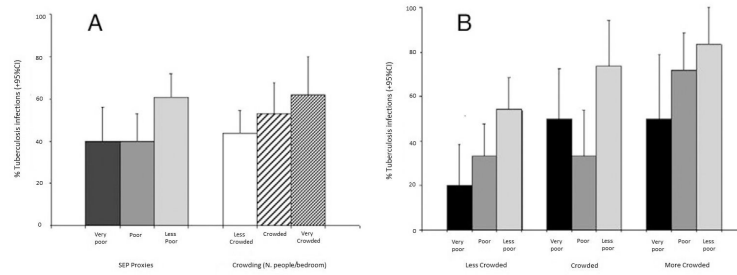 A
% Tuberculosis infections (+95%CI)
100
80
60
40
20
0
Very poor
Poor
Less Poor
Less Crowded
Crowded
Very Crowded
SEP Proxies
Crowding (N. people/bedroom)
B
% Tuberculosis infections (+95%CI)
100
80
60
40
20
0
Very poor
Poor
Less poor
Very poor
Poor
Less poor
Very poor
Poor
Less poor
Less Crowded
Crowded
More Crowded